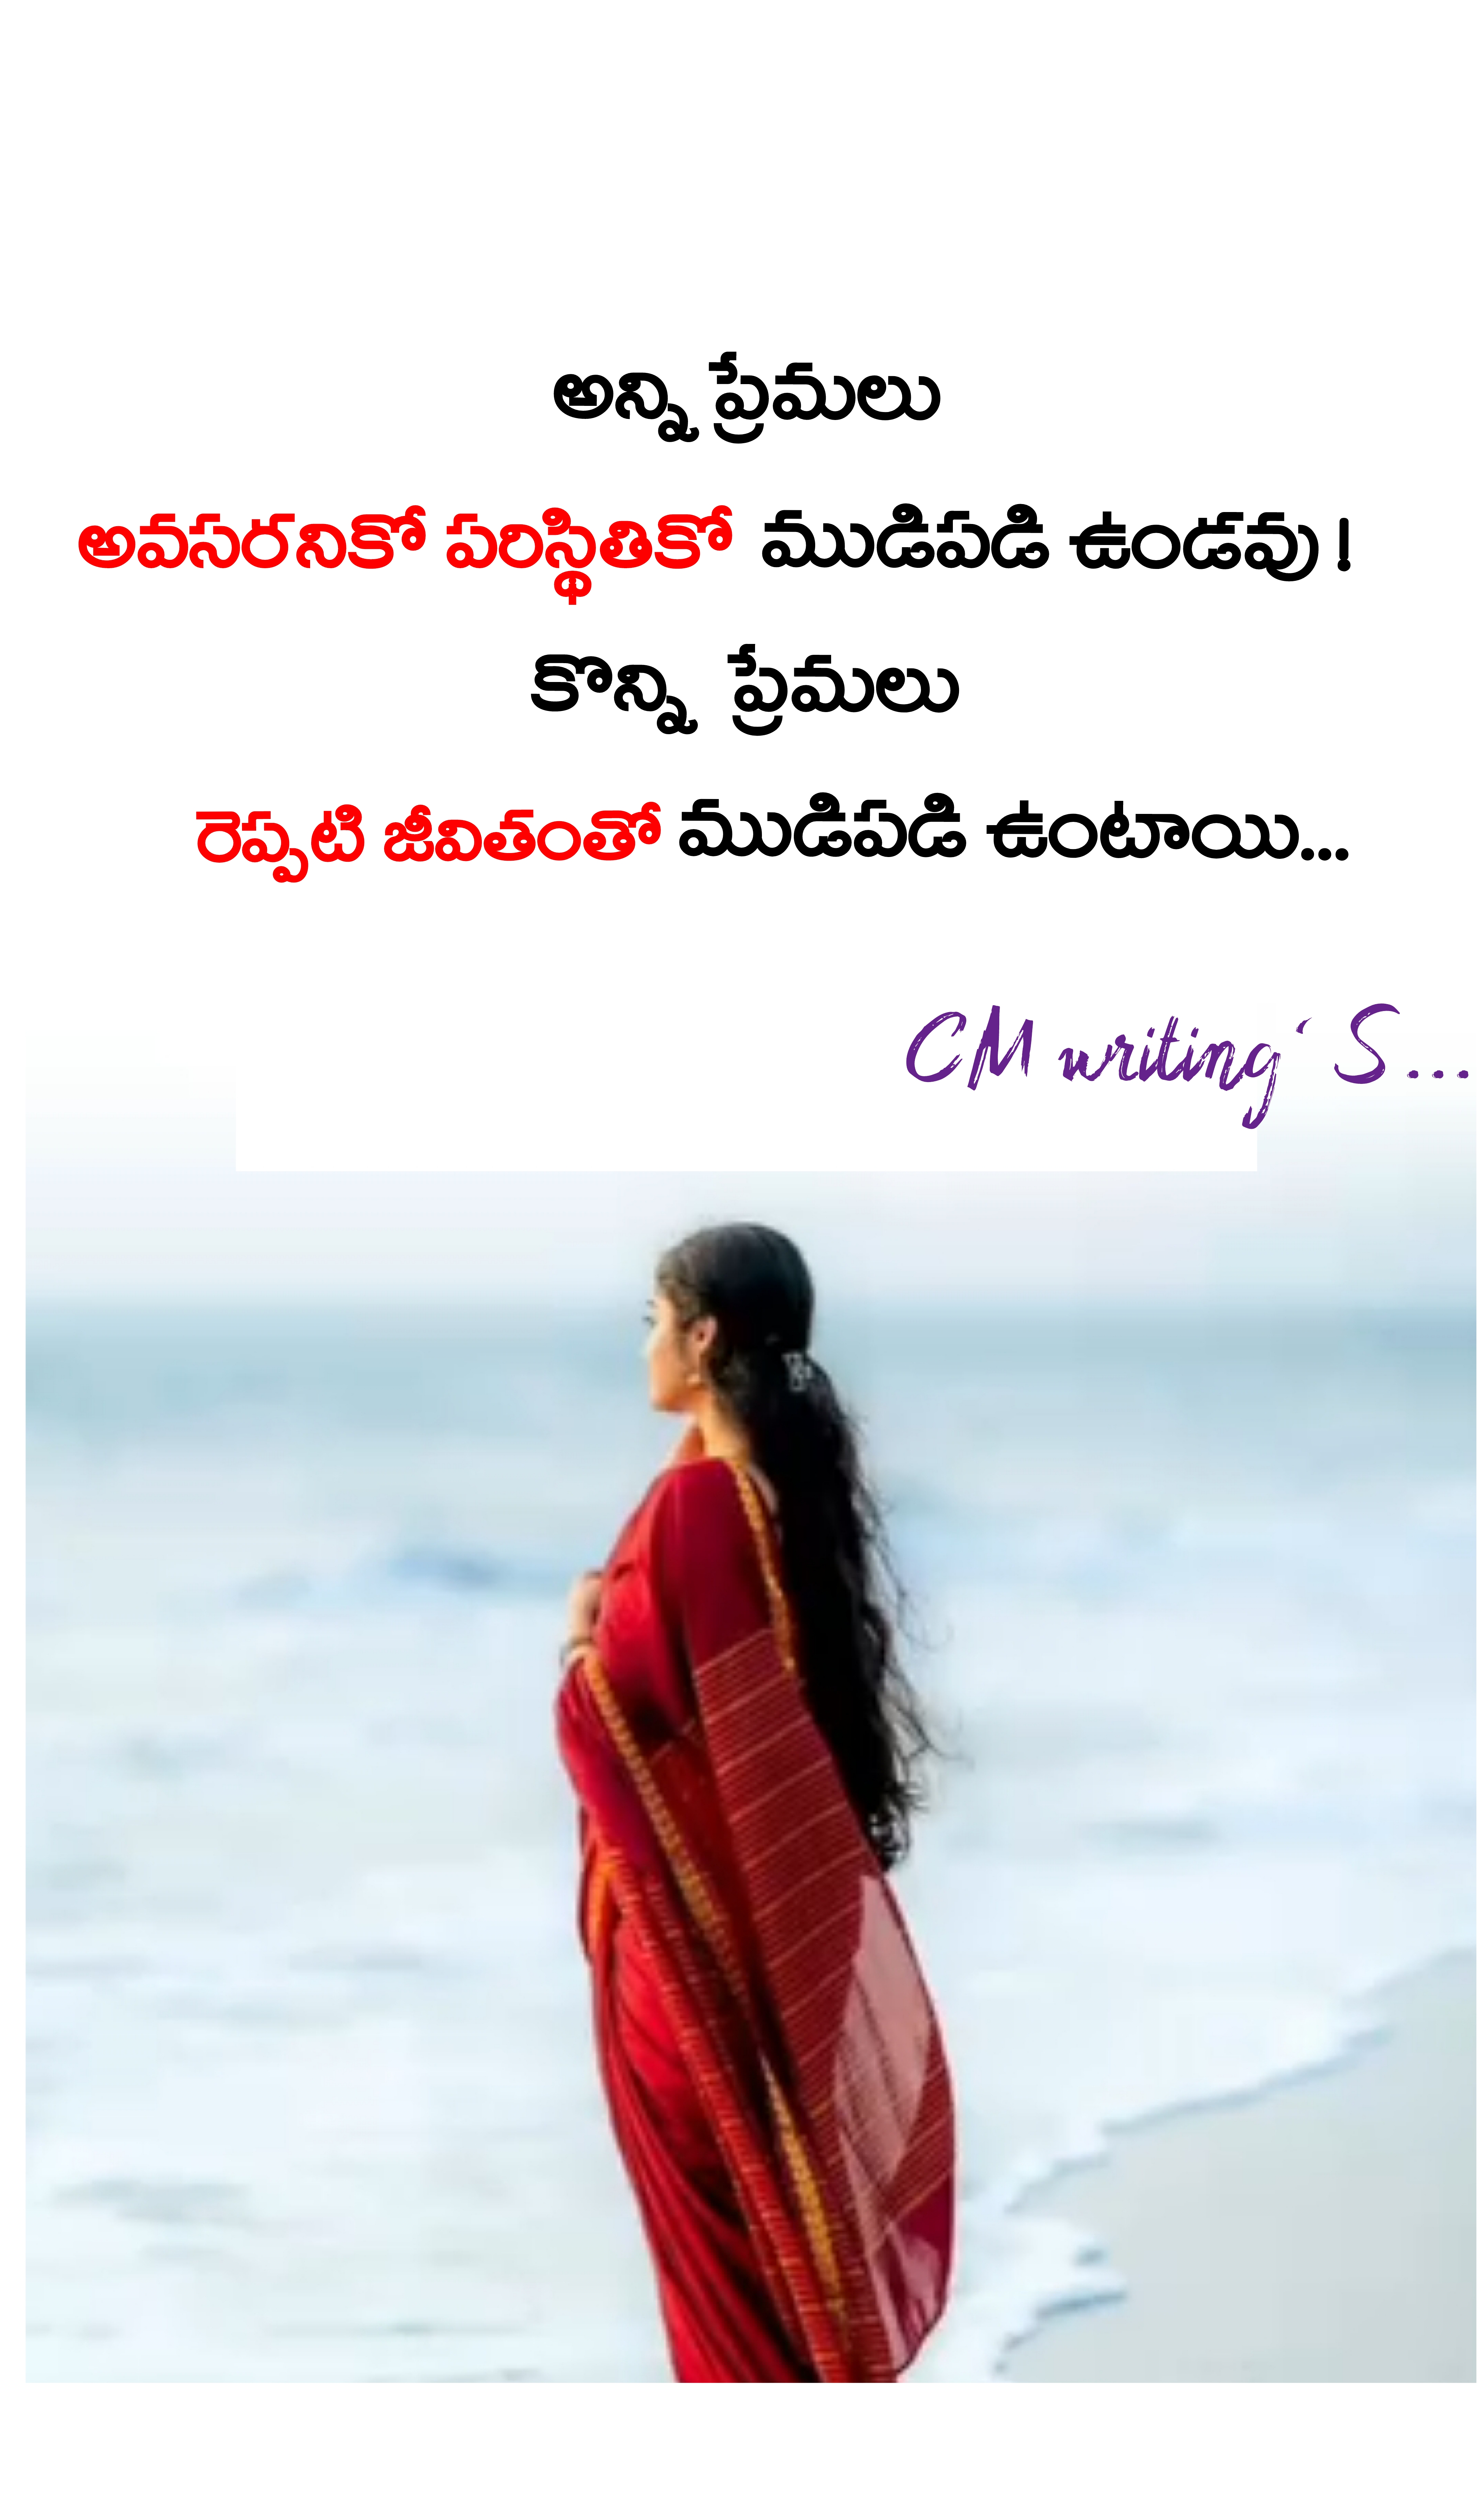 అన్ని ప్రేమలు
అవసరనికో పరిస్థితికో ముడిపడి ఉండవు!
కొన్ని ప్రేమలు
రెప్పటి జీవితంతో ముడిపడి ఉంటాయి...
CM writing‘ S...